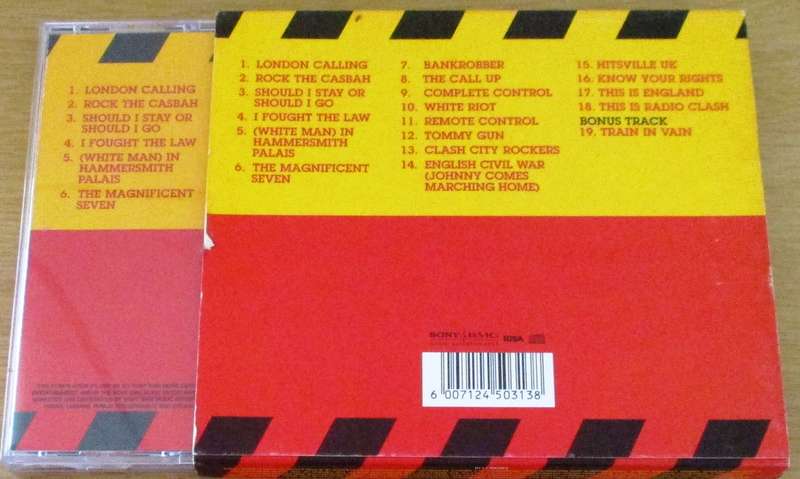 1. LONDON CALLING
2. ROCK THE CASBAH
3. SHOULD I STAY OR
SHOULD I GO
4. I FOUGHT THE LAW
5. (WHITE MAN) IN
HAMMERSMITH
PALAIS
6. THE MAGNIFICENT
SEVEN
1. LONDON CALLING
2. ROCK THE CASBAH
3. SHOULD I STAY OR
SHOULD I GO
4. I FOUGHT THE LAW
5. (WHITE MAN) IN
HAMMERSMITH
PALAIS
6. THE MAGNIFICENT
SEVEN
7. BANKROBBER
8. THE CALL UP
9. COMPLETE CONTROL
10. WHITE RIOT
11. REMOTE CONTROL
12. TOMMY GUN
13. CLASH CITY ROCKERS
14. ENGLISH CIVIL WAR
(JOHNNY COMES
MARCHING HOME)
15. HITSVILLE UK
16. KNOW YOUR RIGHTS
17. THIS IS ENGLAND
18. THIS IS RADIO CLASH
BONUS TRACK
19. TRAIN IN VAIN
SONY BMG
6 007124 503138